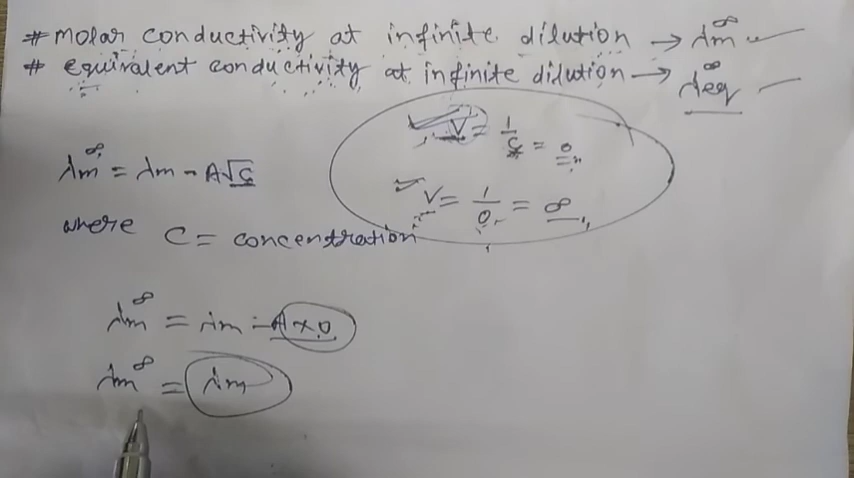 # molar conductivity at infinite dilution → λm∞
# equivalent conductivity at infinite dilution → λeq∞
V = 1/C = 0
λm∞ = λm - A√C
V = 1/0 = ∞
where C = concentration
λm∞ = λm - A×0
λm∞ = λm